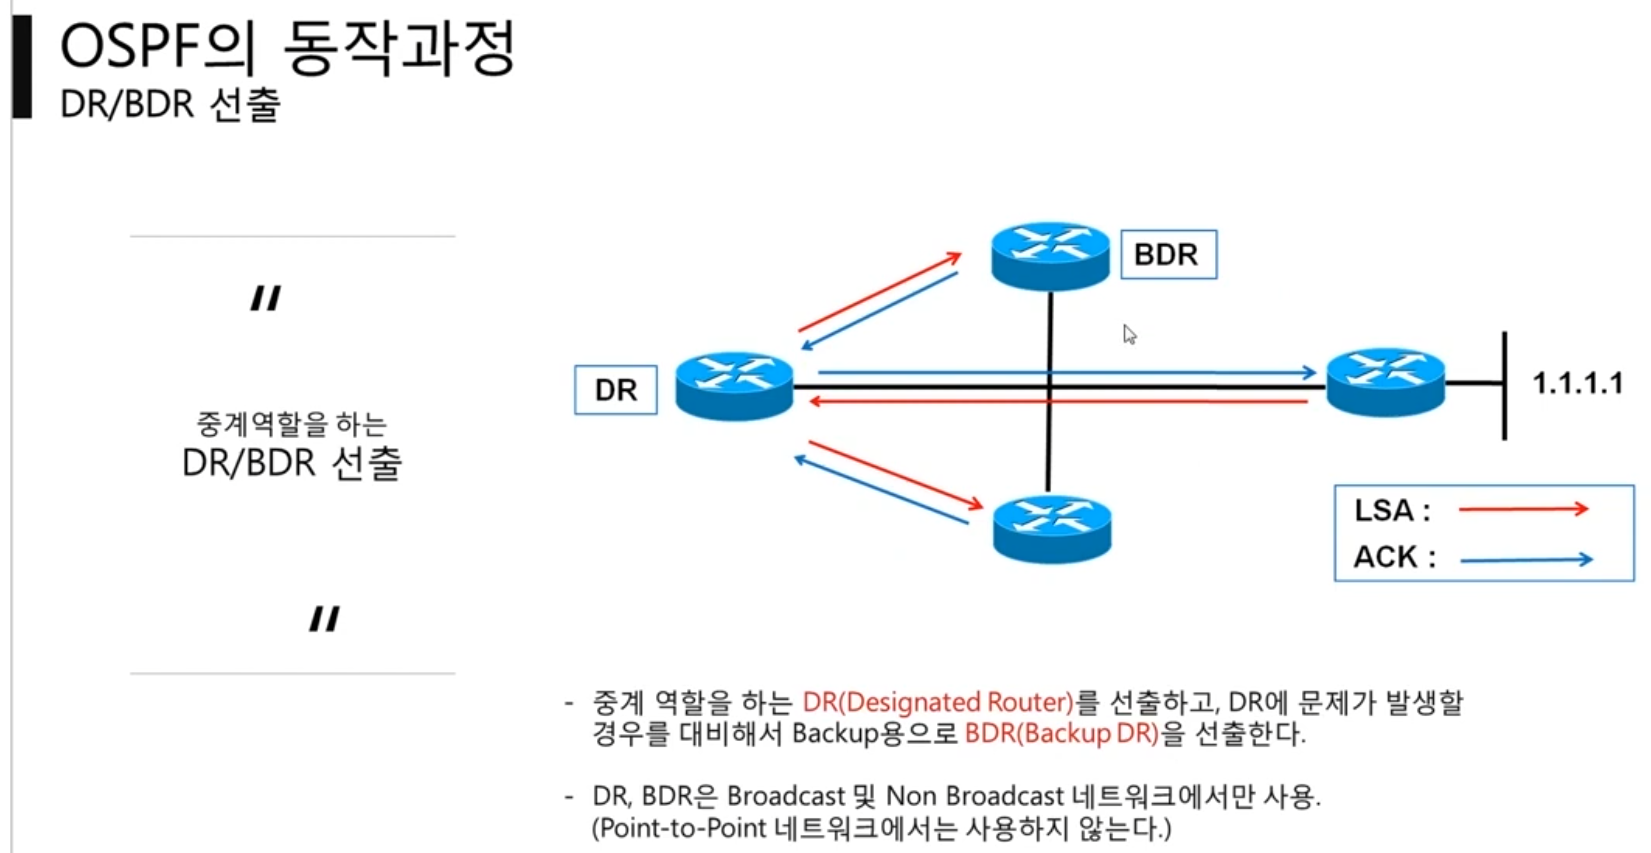 OSPF의 동작과정
DR/BDR 선출
"
중계역할을 하는
DR/BDR 선출
"
BDR
DR
1.1.1.1
LSA :
ACK :
- 중계 역할을 하는 DR(Designated Router)를 선출하고, DR에 문제가 발생할
경우를 대비해서 Backup용으로 BDR(Backup DR)을 선출한다.
- DR, BDR은 Broadcast 및 Non Broadcast 네트워크에서만 사용.
(Point-to-Point 네트워크에서는 사용하지 않는다.)